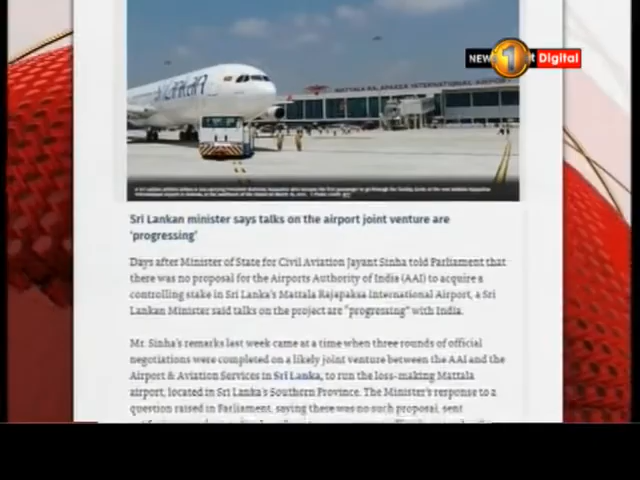 NEWS 1st Digital
MATTALA RAJAPAKSA INTERNATIONAL AIRPORT
Sri Lankan minister says talks on the airport joint venture are
'progressing'
Days after Minister of State for Civil Aviation Jayant Sinha told Parliament that
there was no proposal for the Airports Authority of India (AAI) to acquire a
controlling stake in Sri Lanka's Mattala Rajapaksa International Airport, a Sri
Lankan Minister said talks on the project are "progressing" with India.
Mr. Sinha's remarks last week came at a time when three rounds of official
negotiations were completed on a likely joint venture between the AAI and the
Airport & Aviation Services in Sri Lanka, to run the loss-making Mattala
airport, located in Sri Lanka's Southern Province. The Minister's response to a
question raised in Parliament, saying there was no such proposal, sent